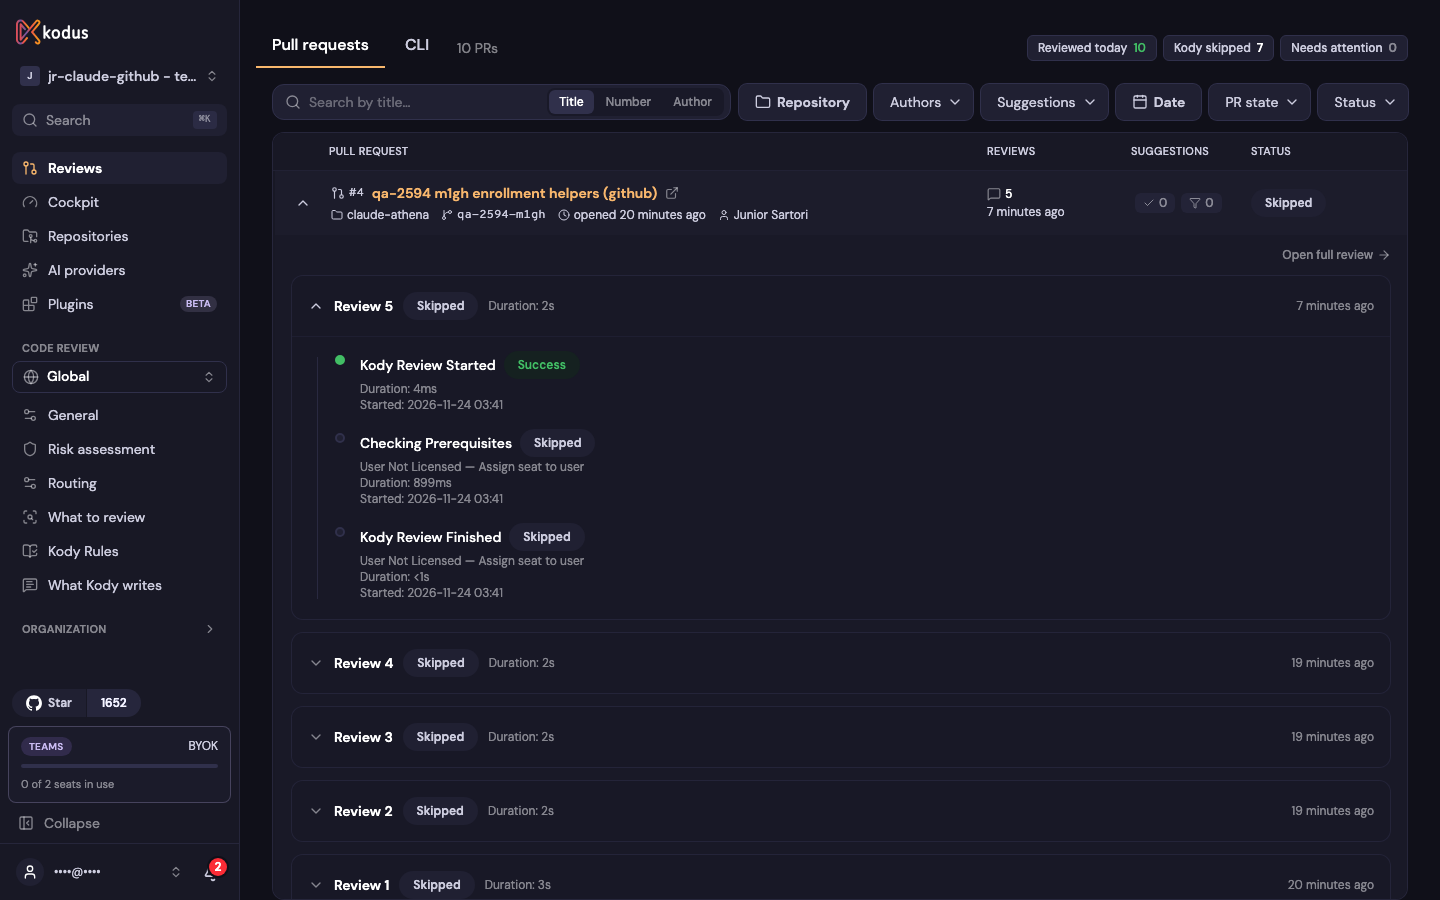 kodus
J jr-claude-github - te...
Search ⌘K
Reviews
Cockpit
Repositories
AI providers
Plugins BETA
CODE REVIEW
Global
General
Risk assessment
Routing
What to review
Kody Rules
What Kody writes
ORGANIZATION
Star 1652
TEAMS BYOK
0 of 2 seats in use
Collapse
••••@•••• 2
Pull requests CLI 10 PRs
Reviewed today 10 Kody skipped 7 Needs attention 0
Search by title... Title Number Author Repository Authors Suggestions Date PR state Status
PULL REQUEST REVIEWS SUGGESTIONS STATUS
#4 qa-2594 m1gh enrollment helpers (github) 5
claude-athena qa-2594-m1gh opened 20 minutes ago Junior Sartori 7 minutes ago 0 0 Skipped
Open full review →
Review 5 Skipped Duration: 2s 7 minutes ago
Kody Review Started Success
Duration: 4ms
Started: 2026-11-24 03:41
Checking Prerequisites Skipped
User Not Licensed — Assign seat to user
Duration: 899ms
Started: 2026-11-24 03:41
Kody Review Finished Skipped
User Not Licensed — Assign seat to user
Duration: <1s
Started: 2026-11-24 03:41
Review 4 Skipped Duration: 2s 19 minutes ago
Review 3 Skipped Duration: 2s 19 minutes ago
Review 2 Skipped Duration: 2s 19 minutes ago
Review 1 Skipped Duration: 3s 20 minutes ago